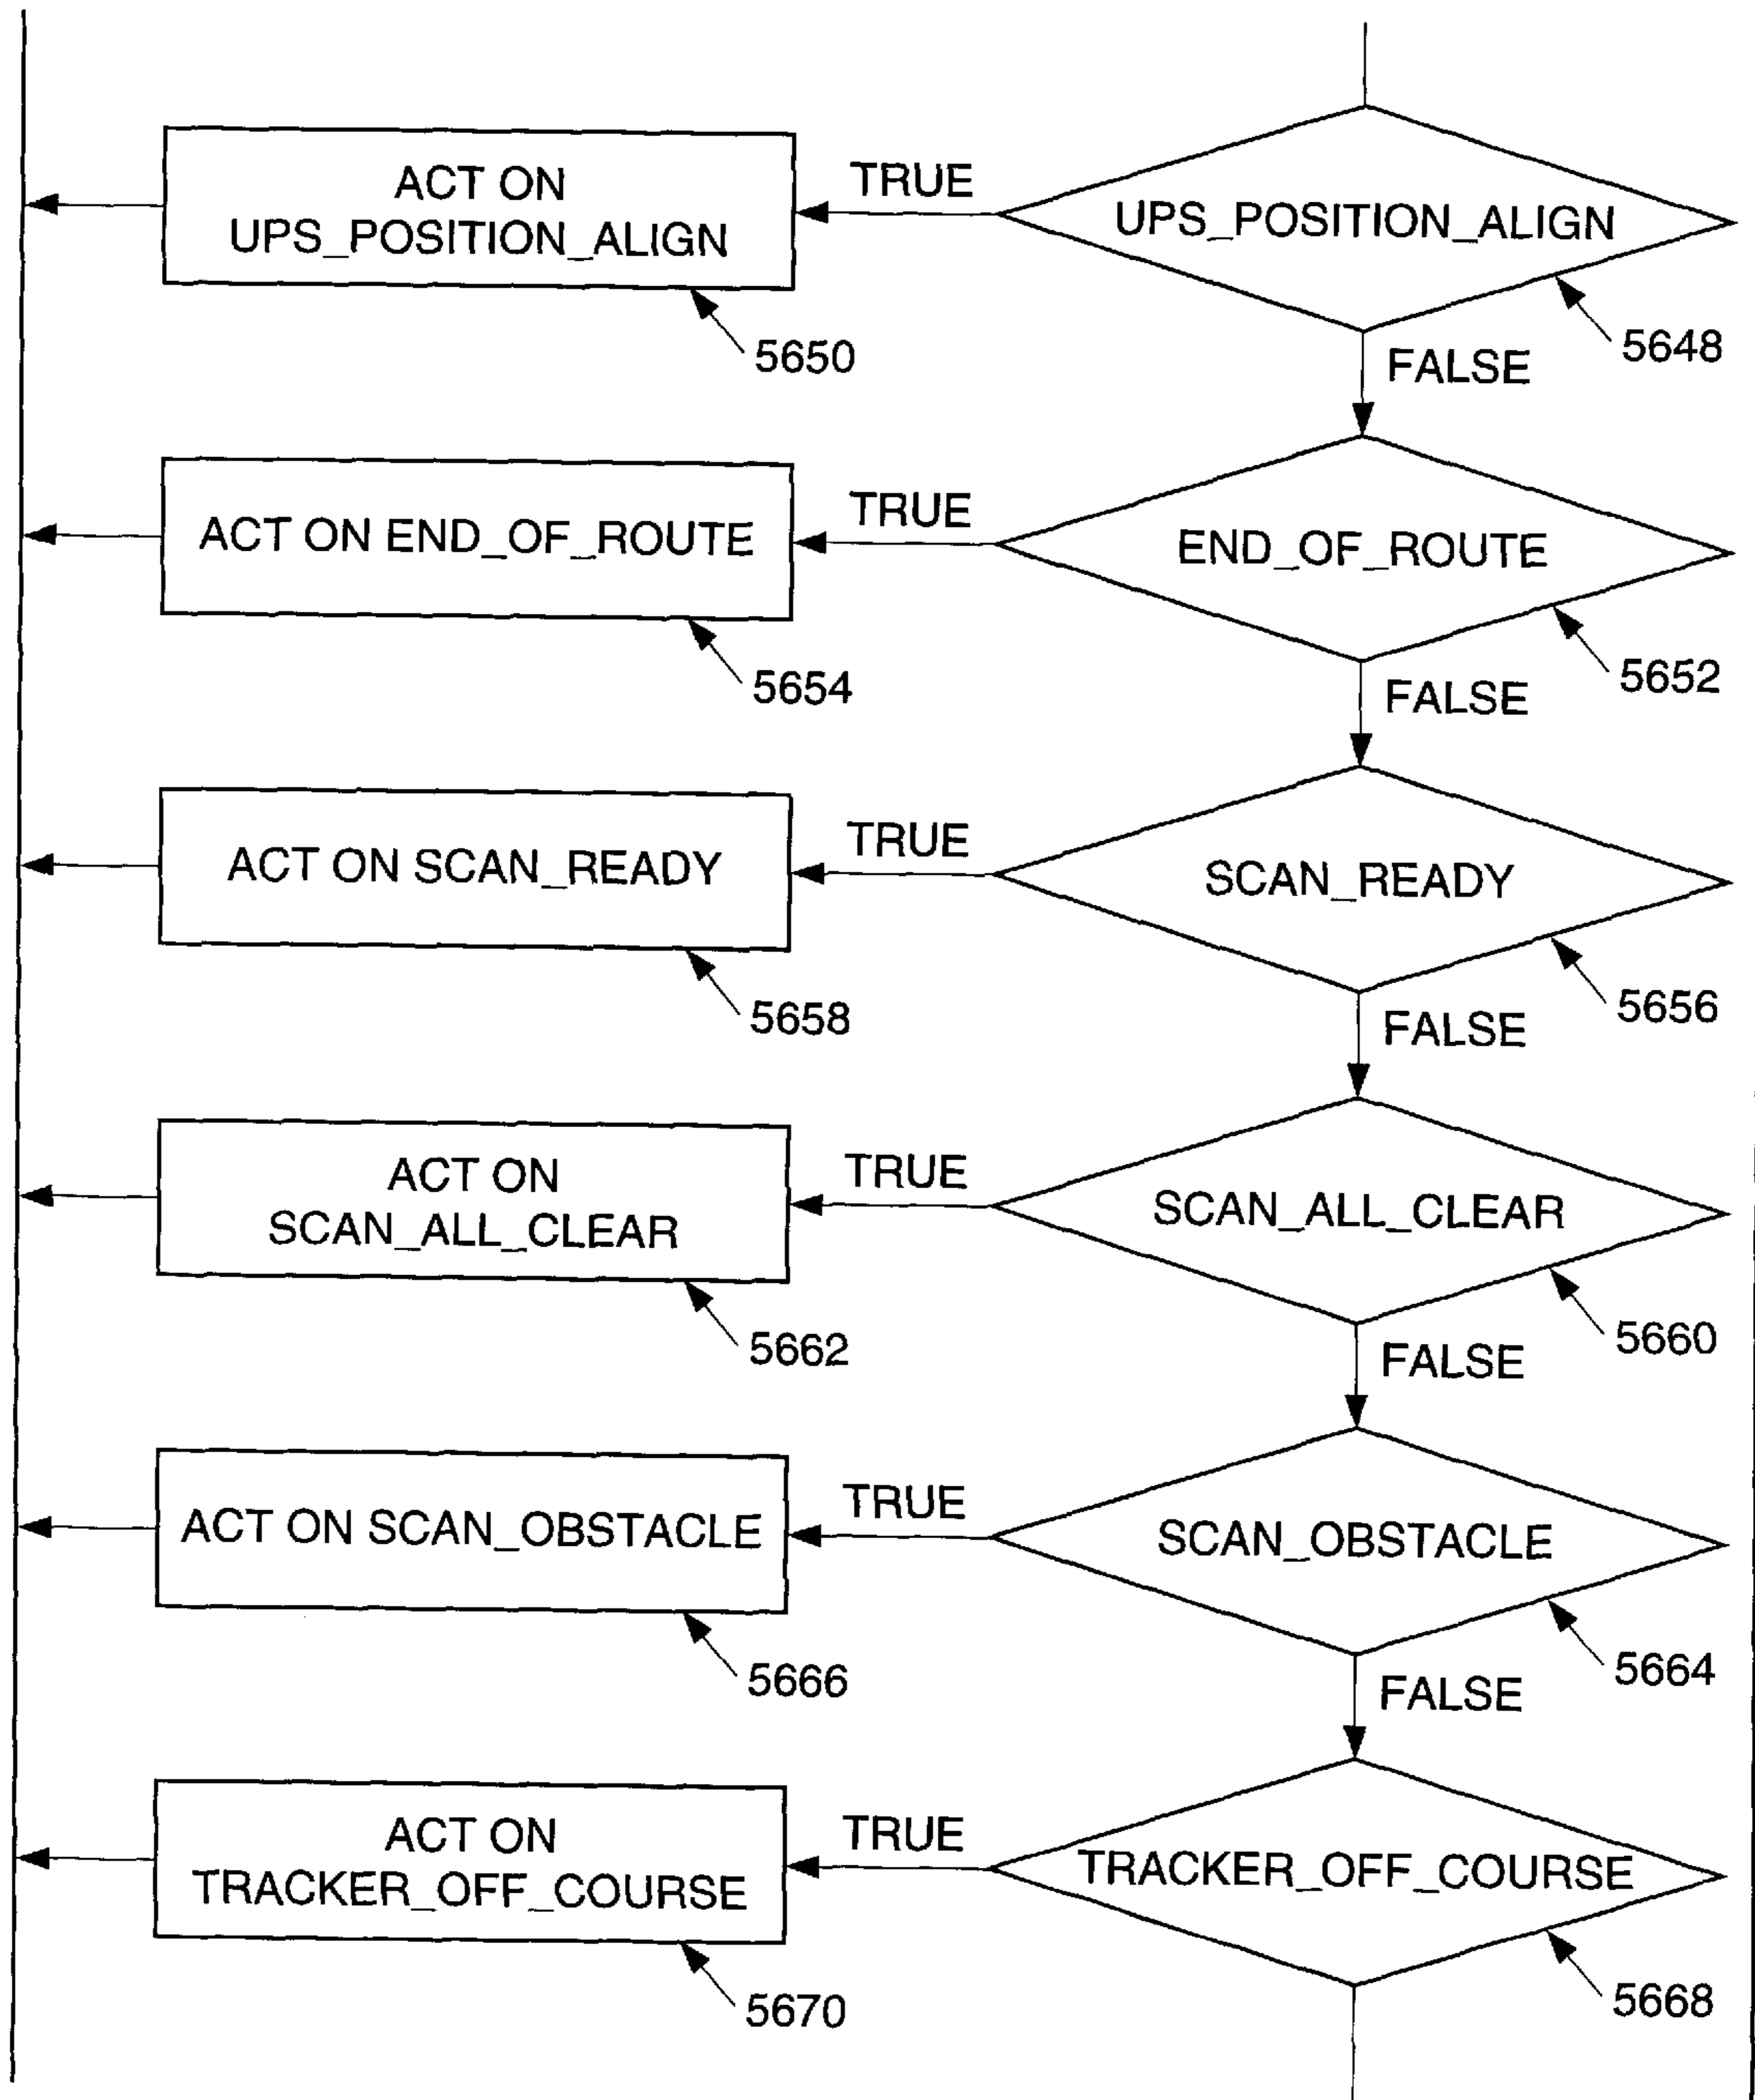 ACT ON
UPS_POSITION_ALIGN
TRUE
UPS_POSITION_ALIGN
5650
5648
FALSE
ACT ON END_OF_ROUTE
TRUE
END_OF_ROUTE
5654
5652
FALSE
ACT ON SCAN_READY
TRUE
SCAN_READY
5658
5656
FALSE
ACT ON
SCAN_ALL_CLEAR
TRUE
SCAN_ALL_CLEAR
5662
5660
FALSE
ACT ON SCAN_OBSTACLE
TRUE
SCAN_OBSTACLE
5666
5664
FALSE
ACT ON
TRACKER_OFF_COURSE
TRUE
TRACKER_OFF_COURSE
5670
5668